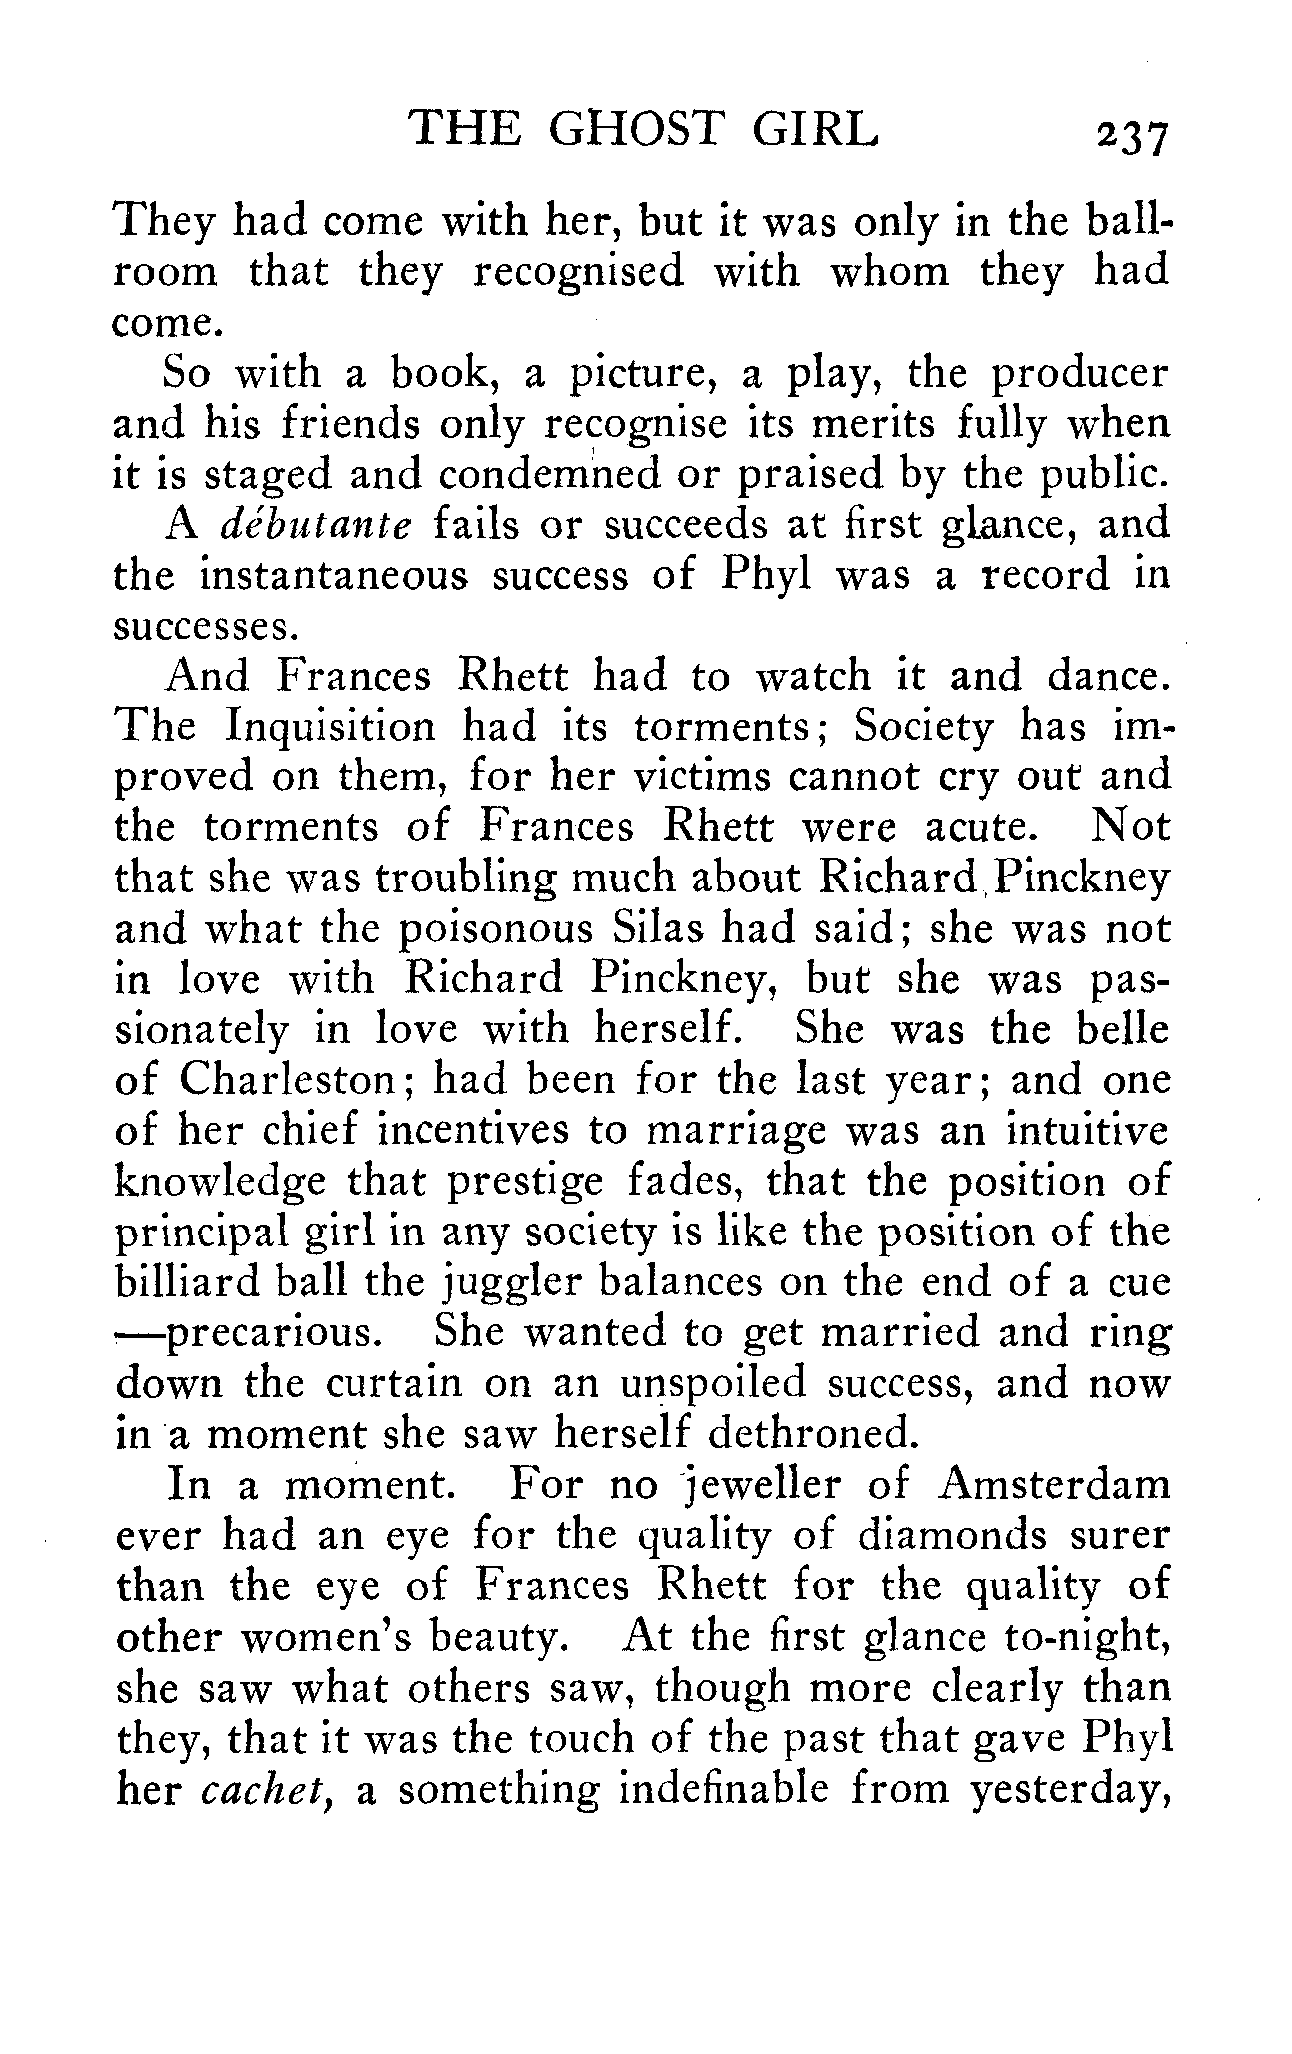 THE GHOST GIRL 237
They had come with her, but it was only in the ball-
room that they recognised with whom they had
come.
So with a book, a picture, a play, the producer
and his friends only recognise its merits fully when
it is staged and condemned or praised by the public.
A débutante fails or succeeds at first glance, and
the instantaneous success of Phyl was a record in
successes.
And Frances Rhett had to watch it and dance.
The Inquisition had its torments; Society has im-
proved on them, for her victims cannot cry out and
the torments of Frances Rhett were acute. Not
that she was troubling much about Richard Pinckney
and what the poisonous Silas had said; she was not
in love with Richard Pinckney, but she was pas-
sionately in love with herself. She was the belle
of Charleston; had been for the last year; and one
of her chief incentives to marriage was an intuitive
knowledge that prestige fades, that the position of
principal girl in any society is like the position of the
billiard ball the juggler balances on the end of a cue
—precarious. She wanted to get married and ring
down the curtain on an unspoiled success, and now
in a moment she saw herself dethroned.
In a moment. For no jeweller of Amsterdam
ever had an eye for the quality of diamonds surer
than the eye of Frances Rhett for the quality of
other women's beauty. At the first glance to-night,
she saw what others saw, though more clearly than
they, that it was the touch of the past that gave Phyl
her cachet, a something indefinable from yesterday,